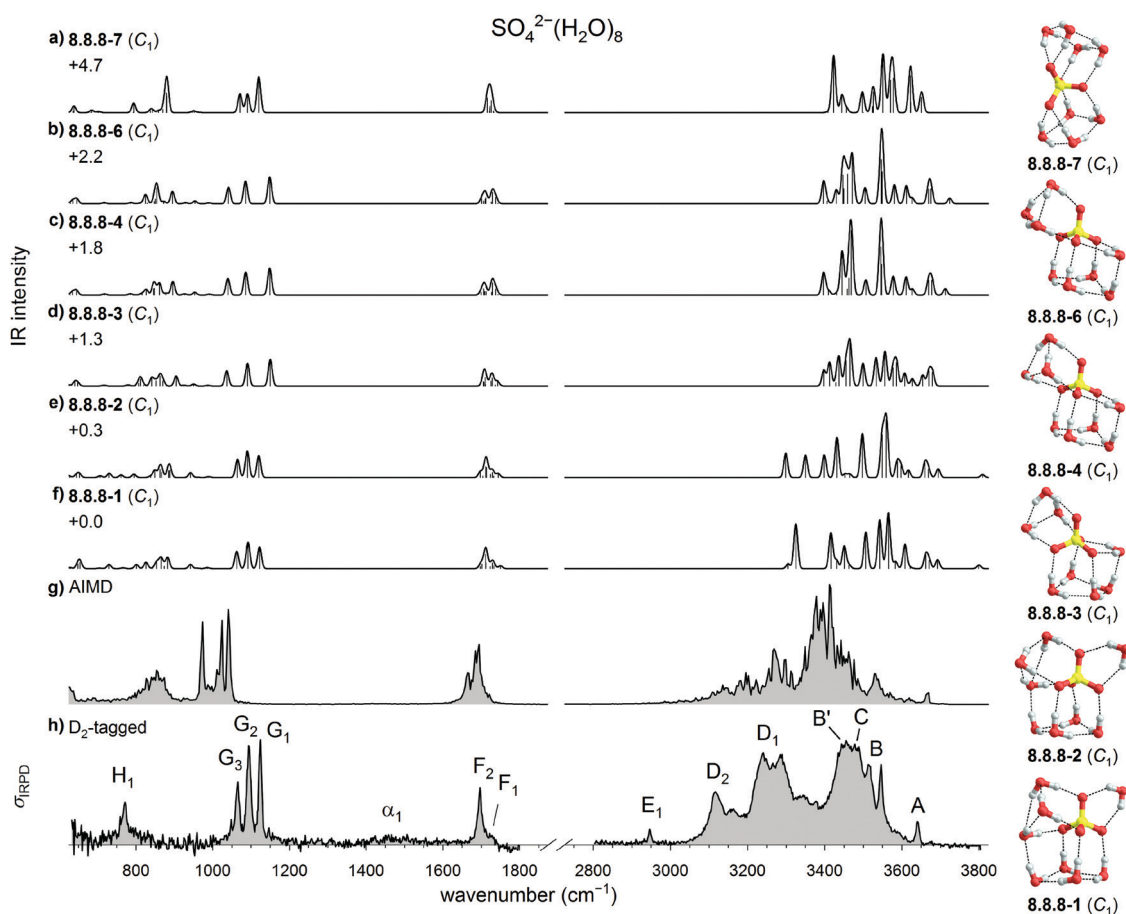 SO₄²⁻(H₂O)₈
a) 8.8.8-7 (C₁)
+4.7
b) 8.8.8-6 (C₁)
+2.2
c) 8.8.8-4 (C₁)
+1.8
d) 8.8.8-3 (C₁)
+1.3
e) 8.8.8-2 (C₁)
+0.3
f) 8.8.8-1 (C₁)
+0.0
g) AIMD
h) D₂-tagged
IR intensity
σIRPD
H₁
G₃
G₂
G₁
α₁
F₂
F₁
E₁
D₂
D₁
B'
C
B
A
800 1000 1200 1400 1600 1800 2800 3000 3200 3400 3600 3800
wavenumber (cm⁻¹)
8.8.8-7 (C₁)
8.8.8-6 (C₁)
8.8.8-4 (C₁)
8.8.8-3 (C₁)
8.8.8-2 (C₁)
8.8.8-1 (C₁)